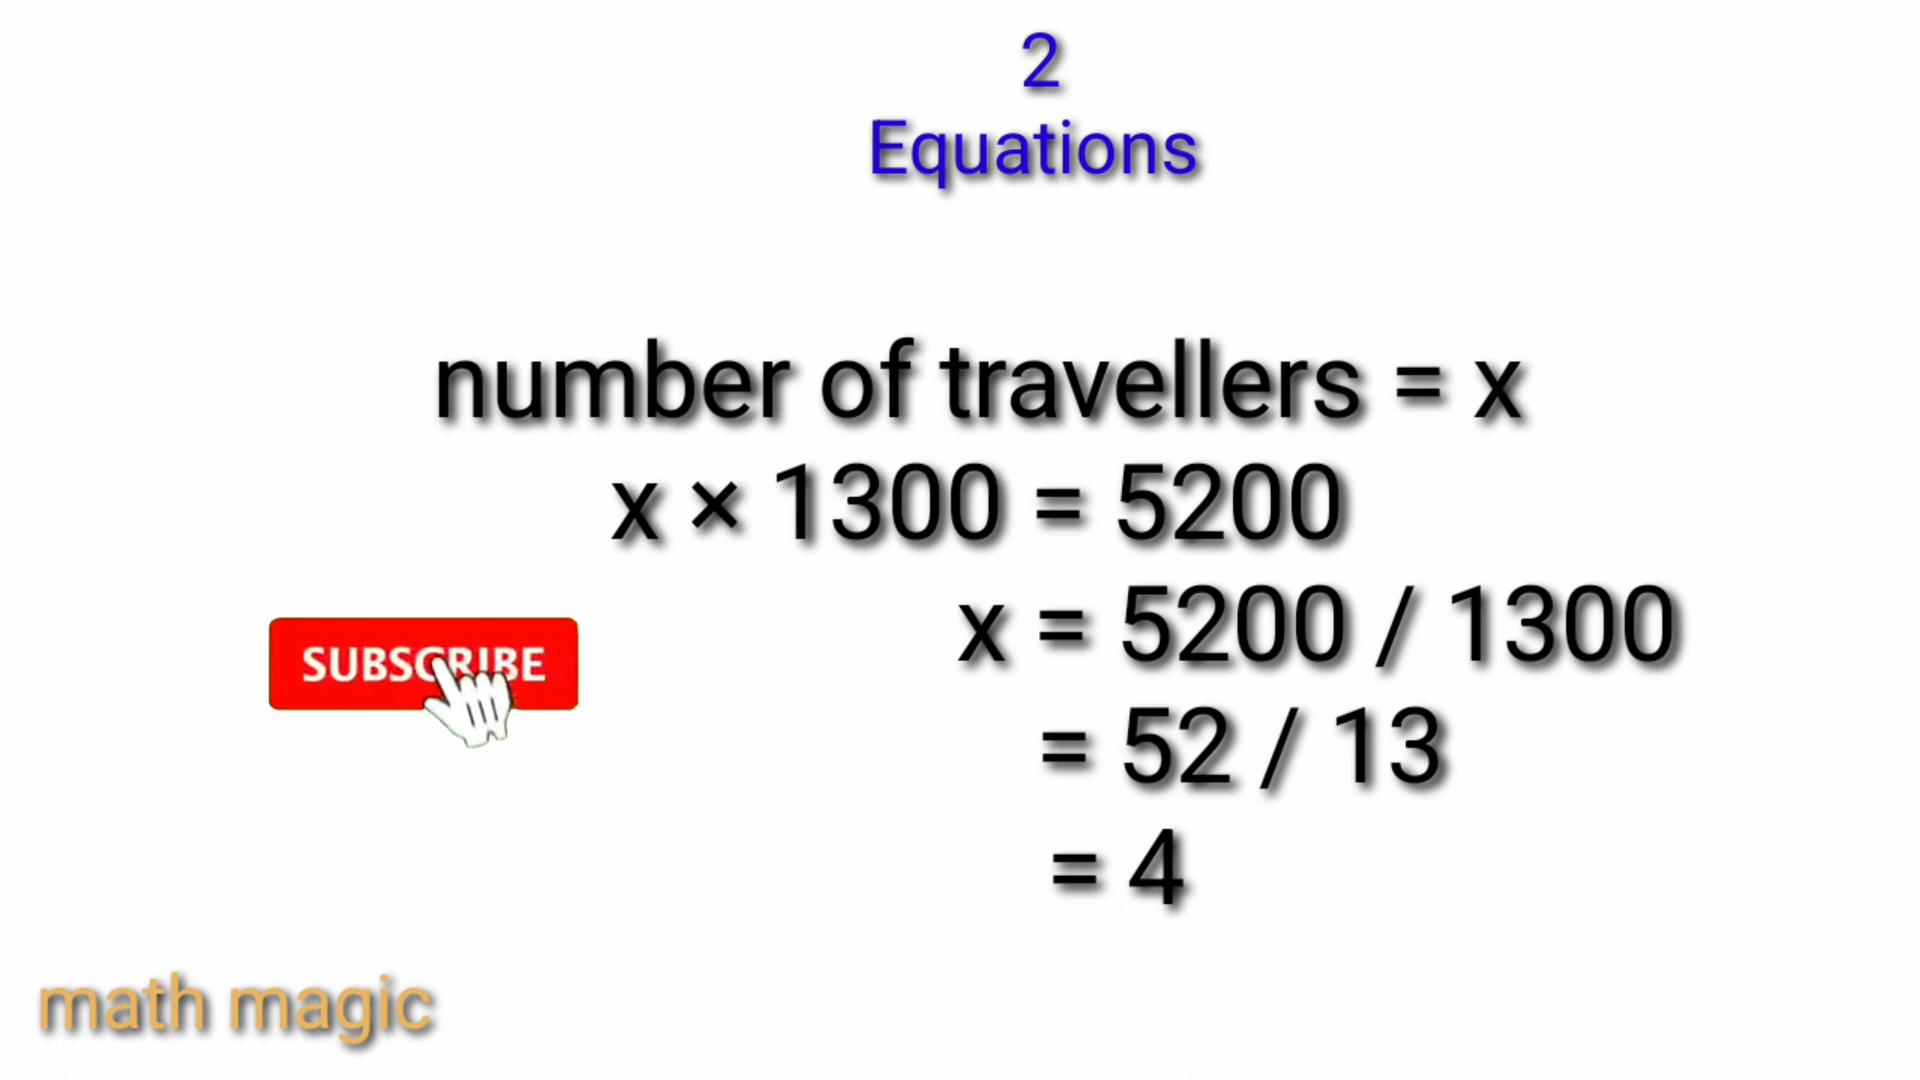 2
Equations
number of travellers = x
x × 1300 = 5200
x = 5200 / 1300
SUBSCRIBE
= 52 / 13
= 4
math magic